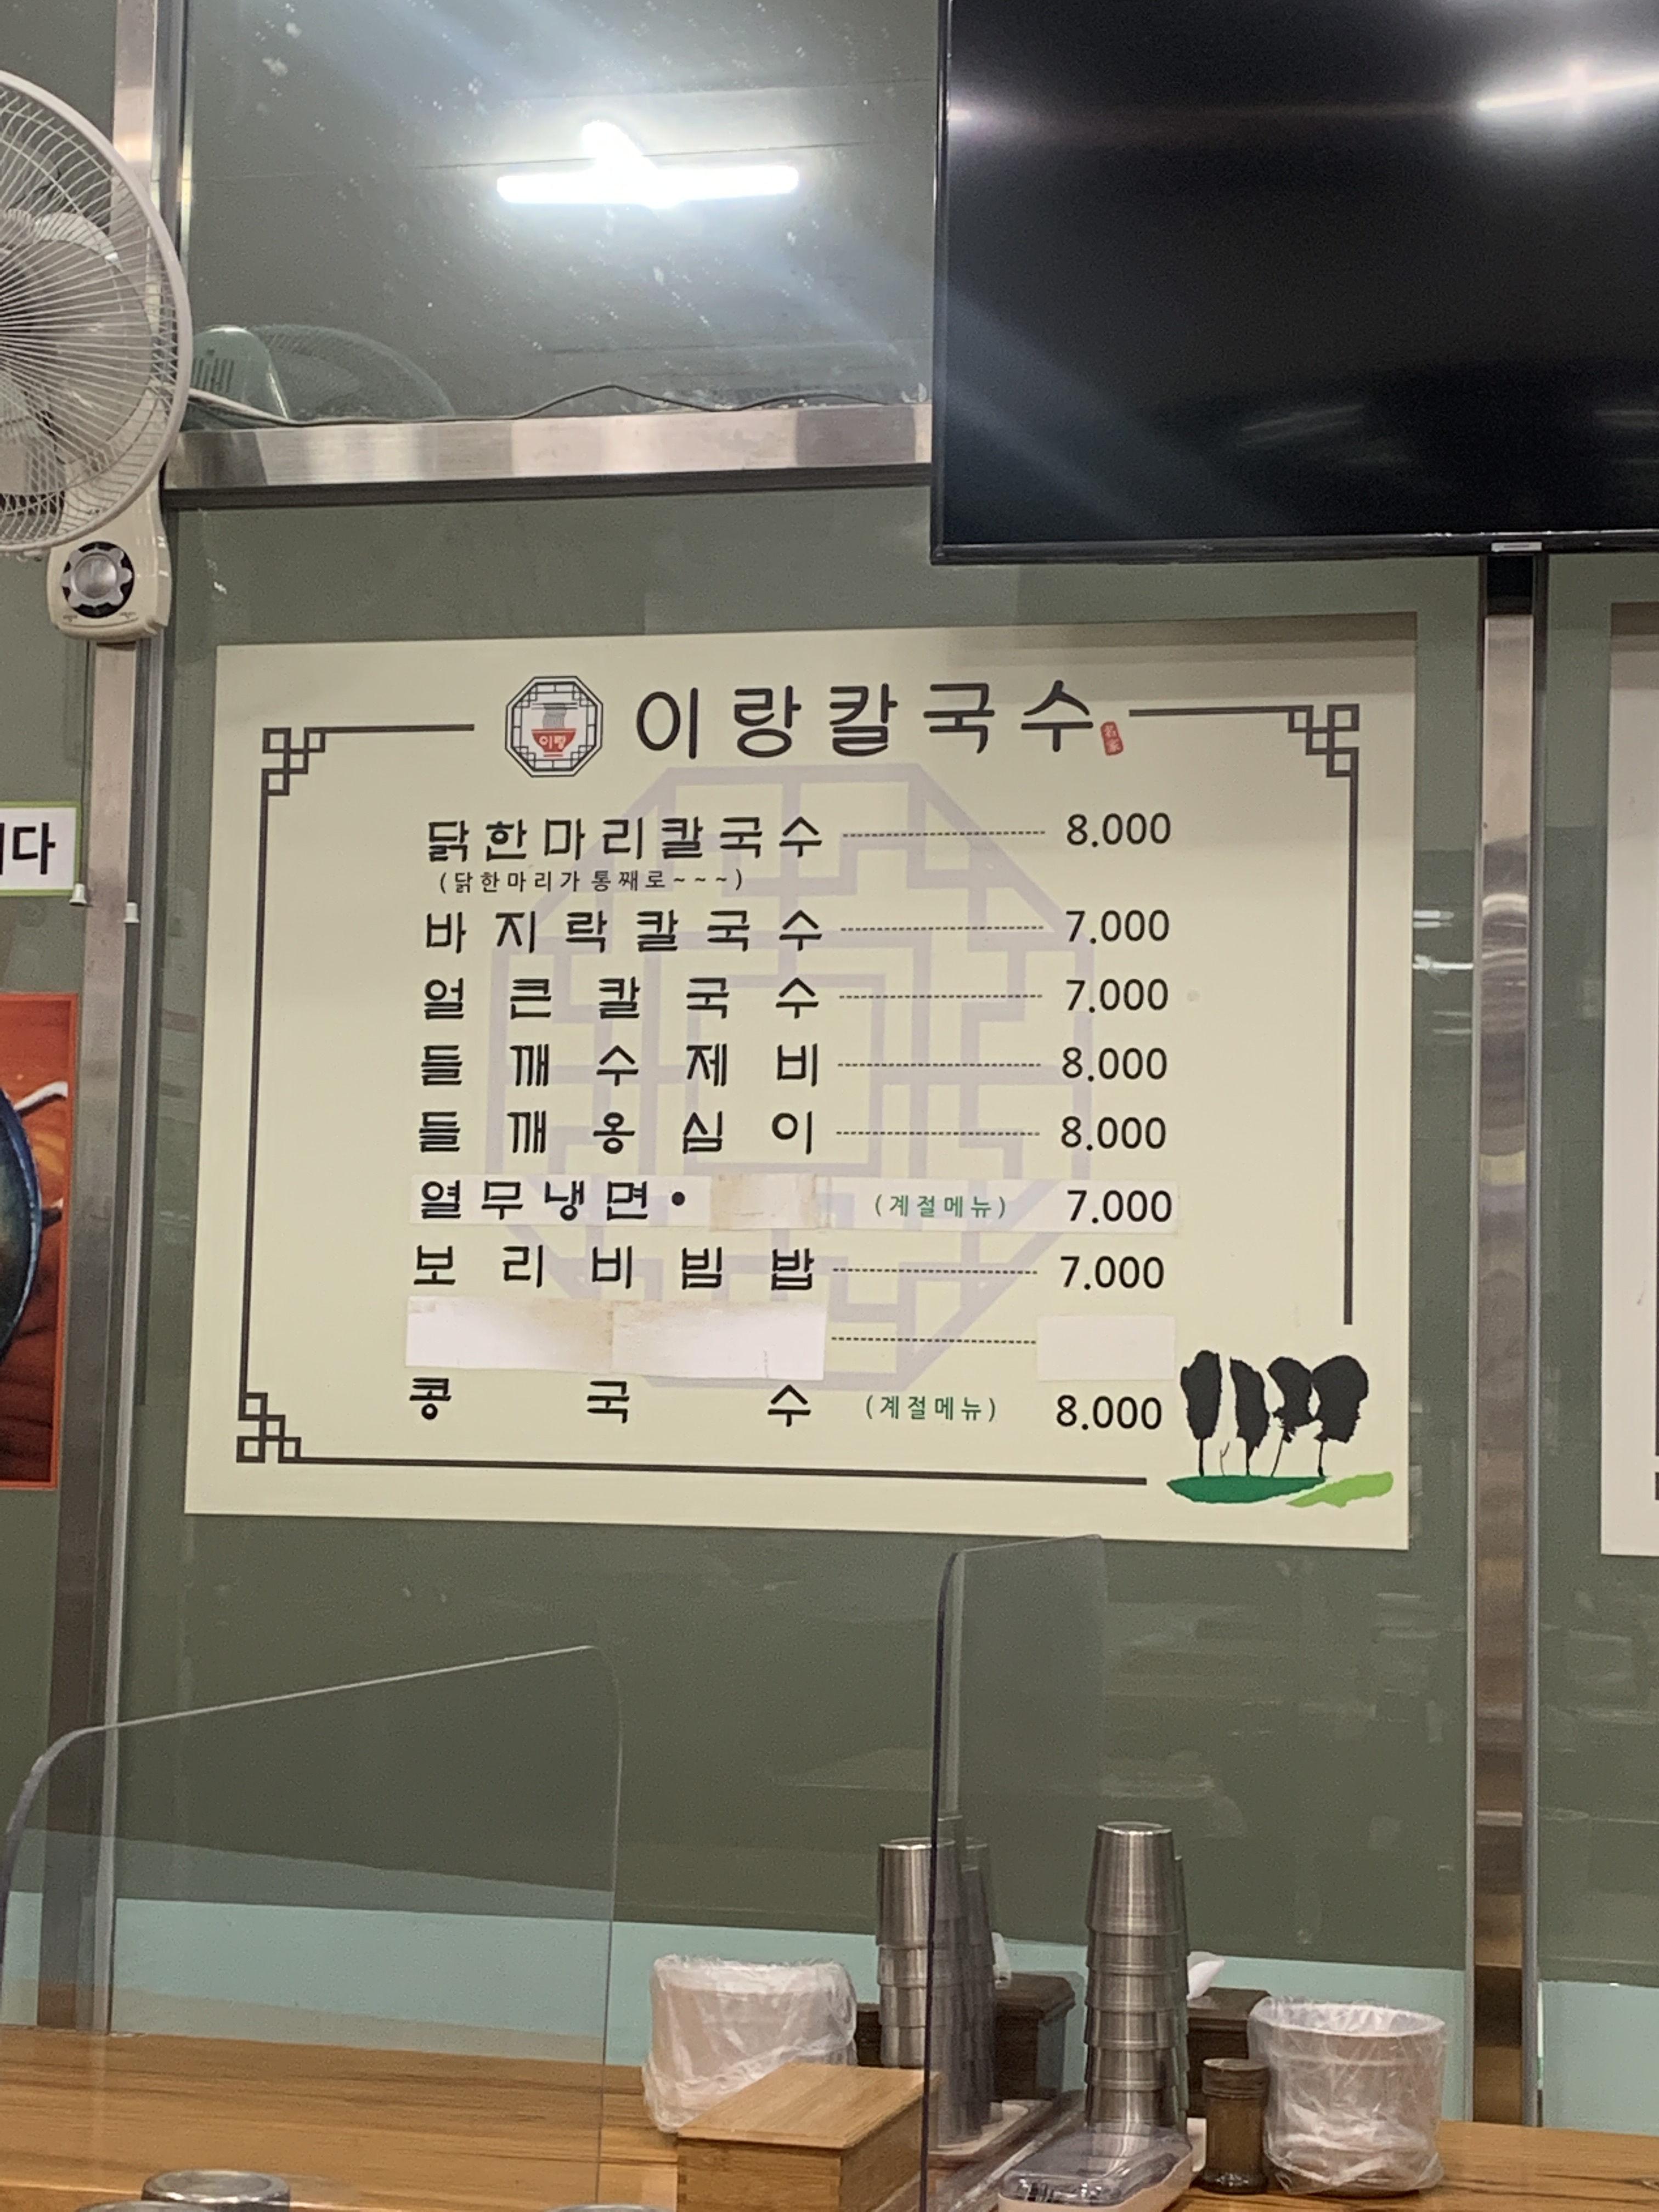 이랑칼국수
이랑
닭한마리칼국수 8.000
(닭한마리가 통째로~~~)
바지락칼국수 7.000
얼큰칼국수 7.000
들깨수제비 8.000
들깨옹심이 8.000
열무냉면• (계절메뉴) 7.000
보리비빔밥 7.000
콩국수 (계절메뉴) 8.000
다